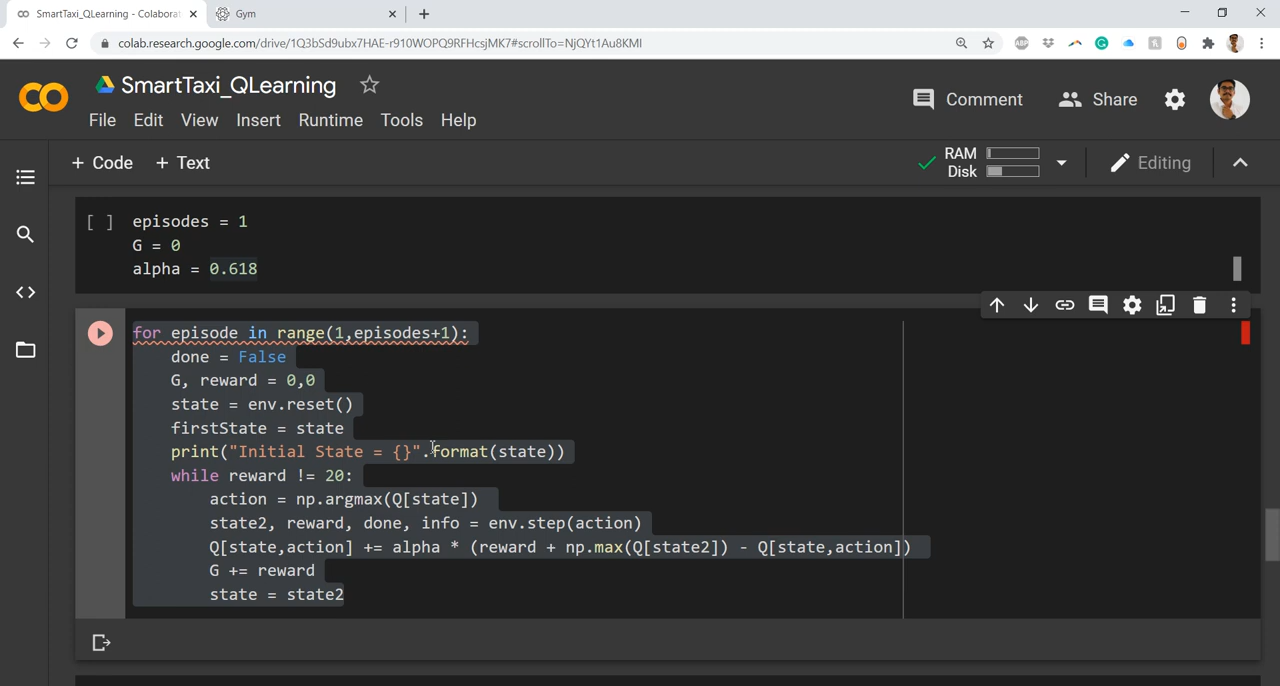 SmartTaxi_QLearning - Colaborat
Gym
colab.research.google.com/drive/1Q3bSd9ubx7HAE-r910WOPQ9RFHcsjMK7#scrollTo=NjQYt1Au8KMI
SmartTaxi_QLearning
Comment
Share
File Edit View Insert Runtime Tools Help
+ Code + Text
RAM
Disk
Editing
[ ] episodes = 1
G = 0
alpha = 0.618
for episode in range(1,episodes+1):
done = False
G, reward = 0,0
state = env.reset()
firstState = state
print("Initial State = {}".format(state))
while reward != 20:
action = np.argmax(Q[state])
state2, reward, done, info = env.step(action)
Q[state,action] += alpha * (reward + np.max(Q[state2]) - Q[state,action])
G += reward
state = state2